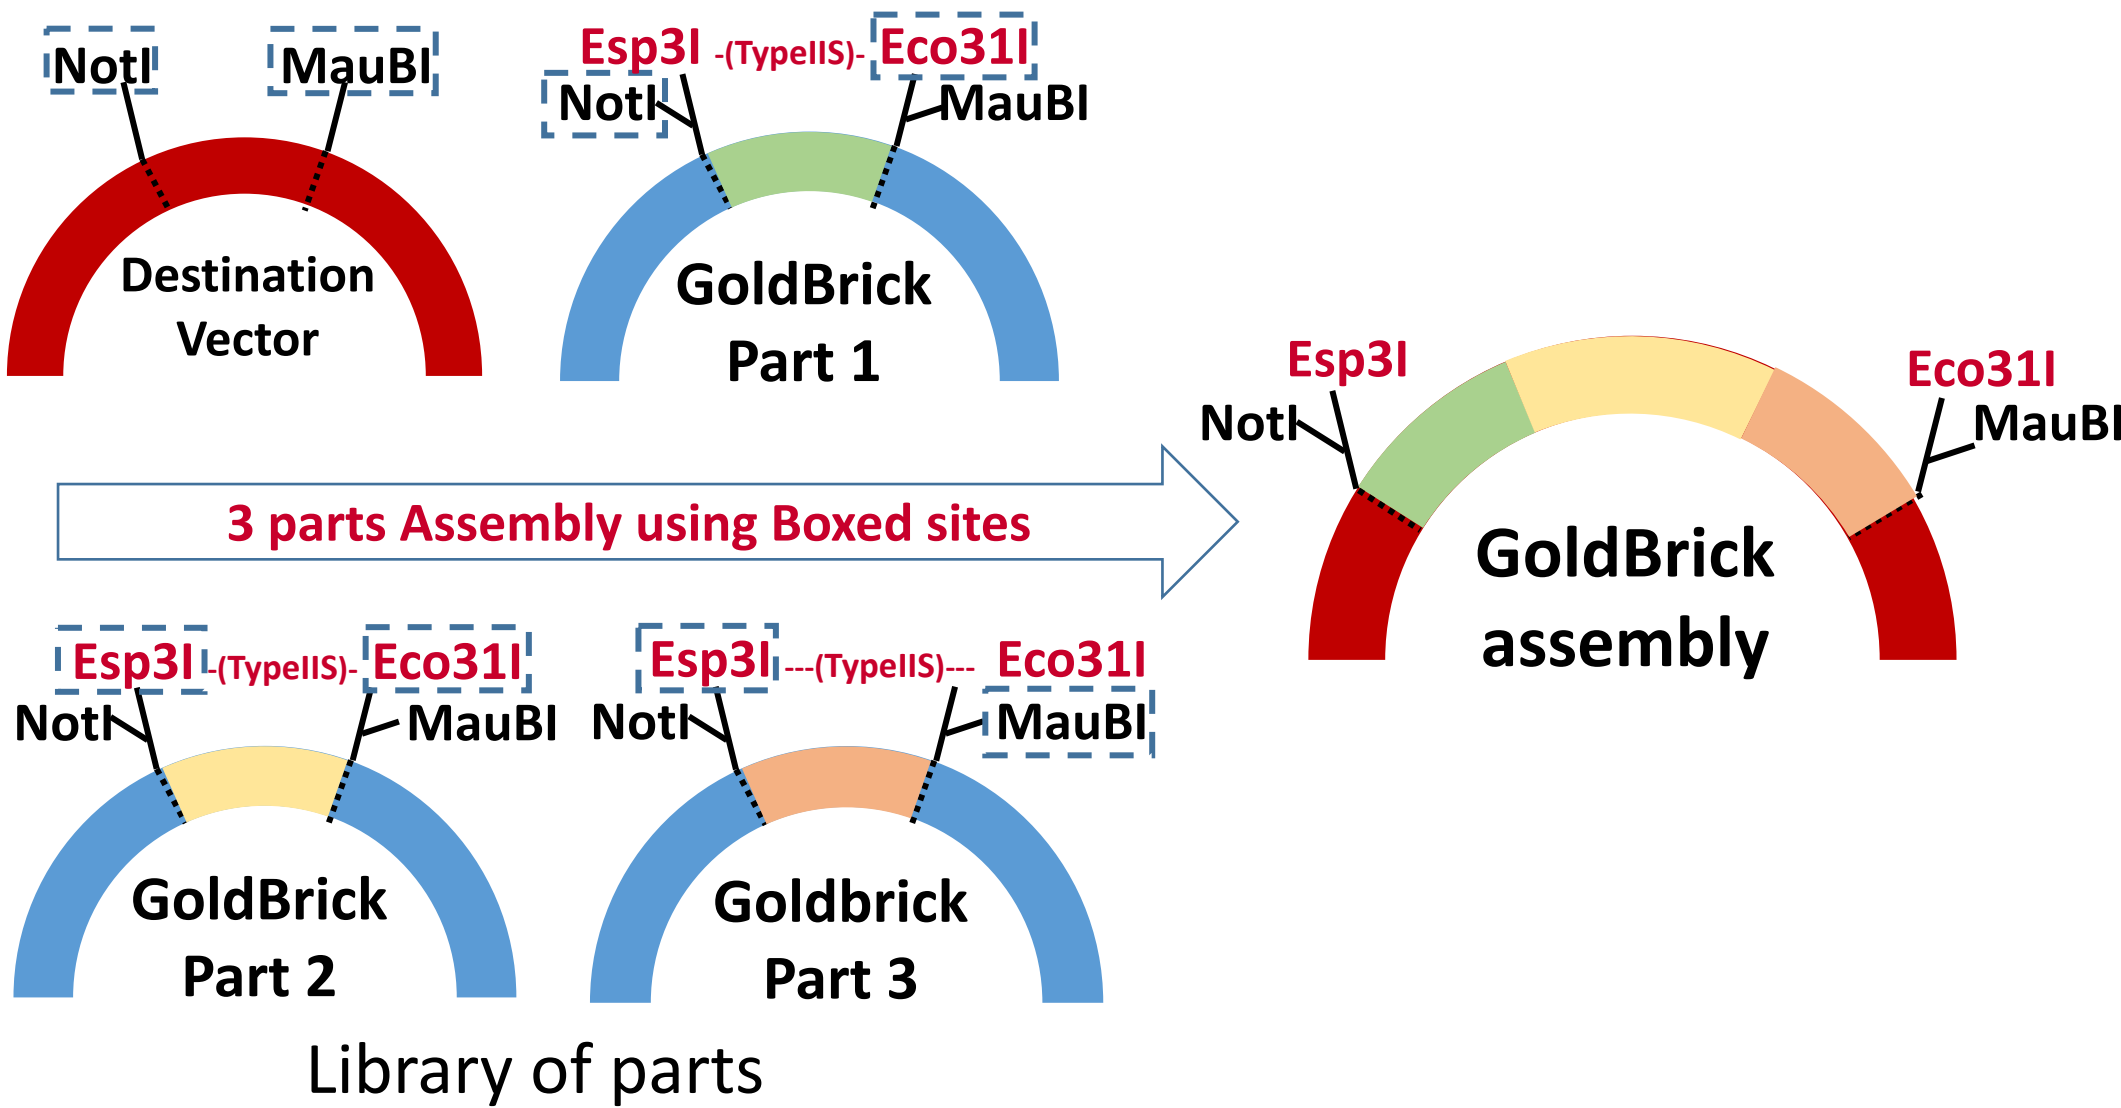 NotI
MauBI
Destination
Vector
Esp3I -(TypeIIS)- Eco31I
NotI
MauBI
GoldBrick
Part 1
3 parts Assembly using Boxed sites
Esp3I
NotI
Eco31I
MauBI
GoldBrick
assembly
Esp3I -(TypeIIS)- Eco31I
NotI
MauBI
GoldBrick
Part 2
Esp3I ---(TypeIIS)--- Eco31I
NotI
MauBI
Goldbrick
Part 3
Library of parts